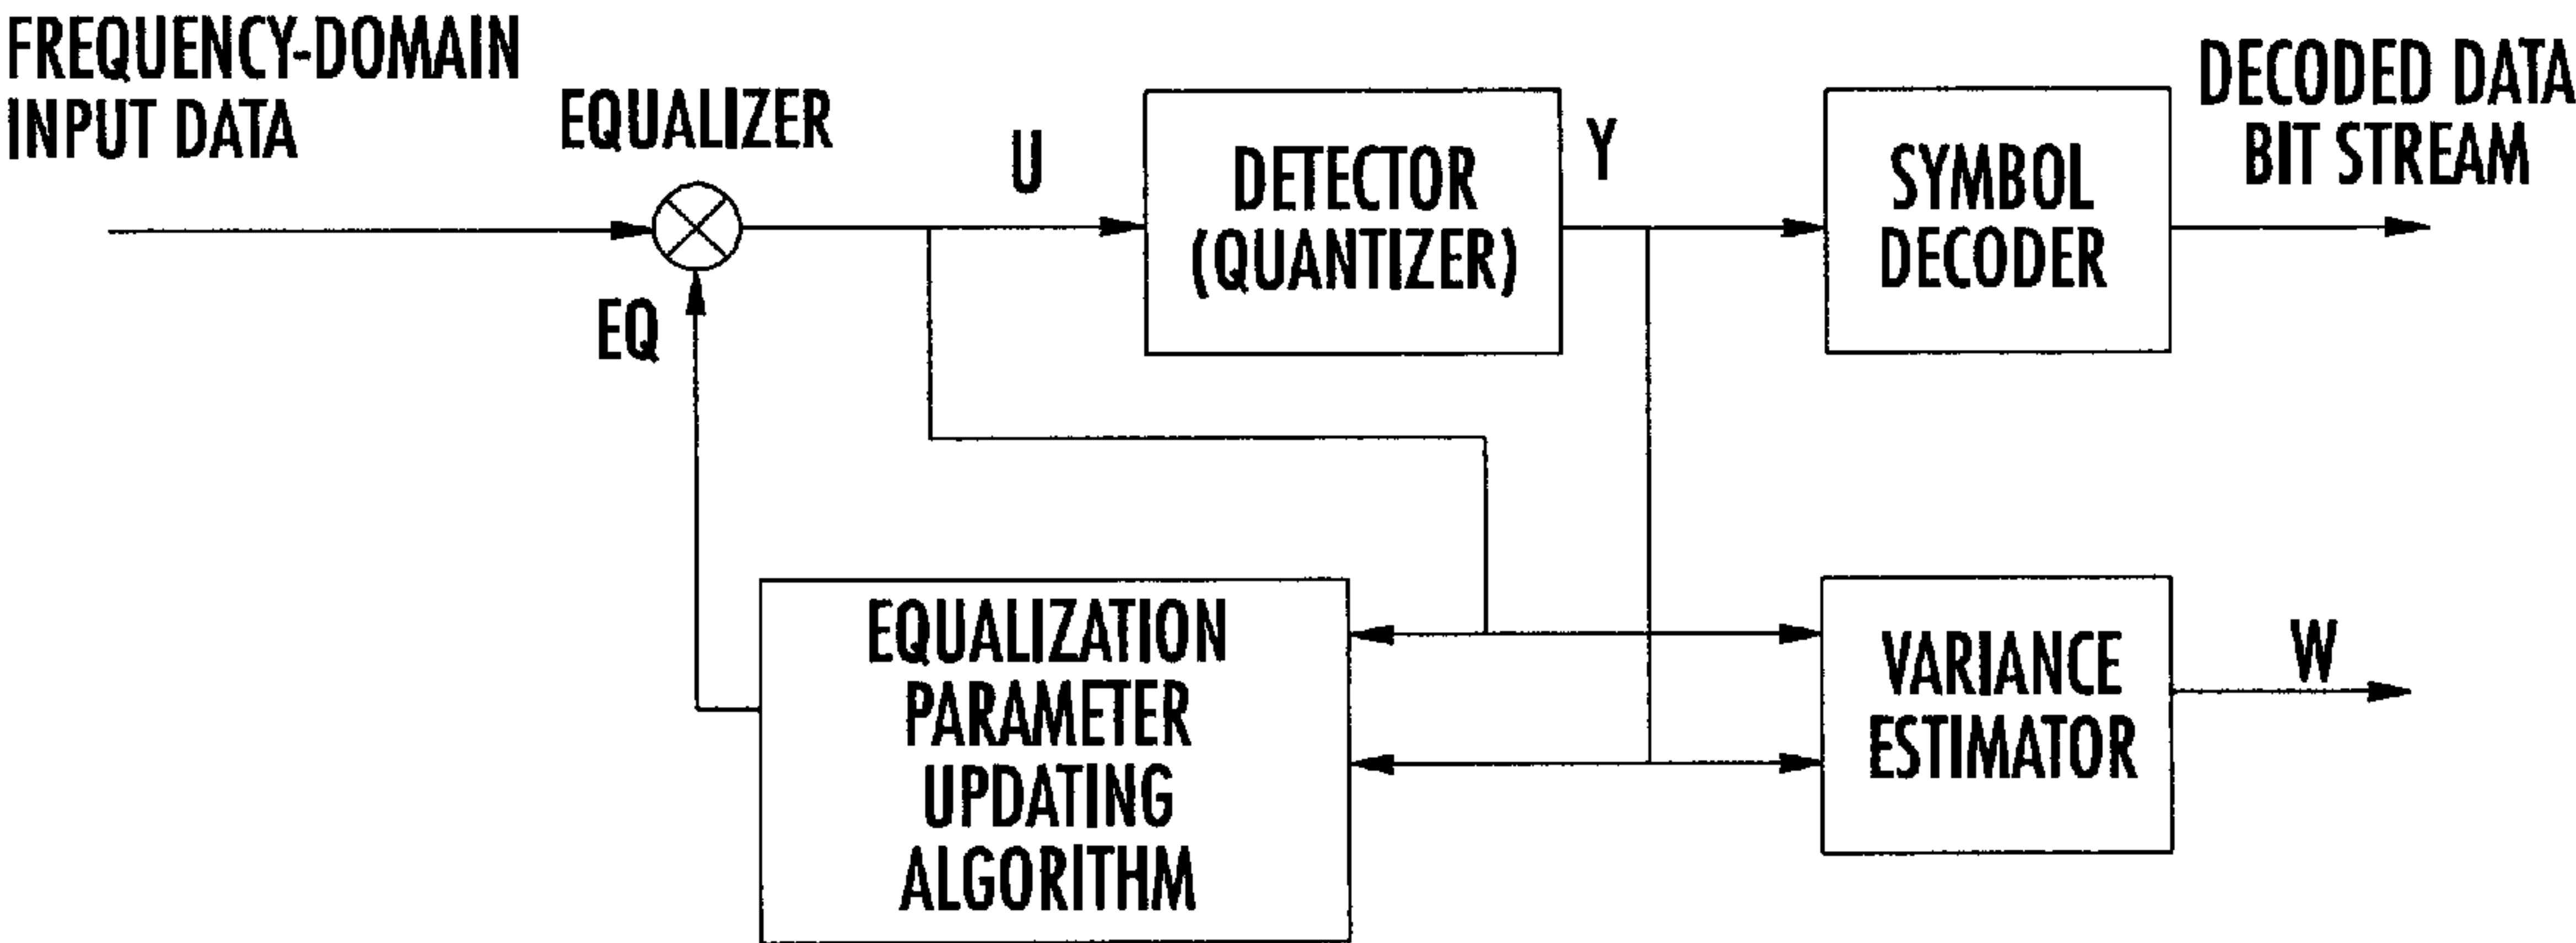 FREQUENCY-DOMAIN
INPUT DATA
EQUALIZER
EQ
U
DETECTOR
(QUANTIZER)
Y
SYMBOL
DECODER
DECODED DATA
BIT STREAM
EQUALIZATION
PARAMETER
UPDATING
ALGORITHM
VARIANCE
ESTIMATOR
W